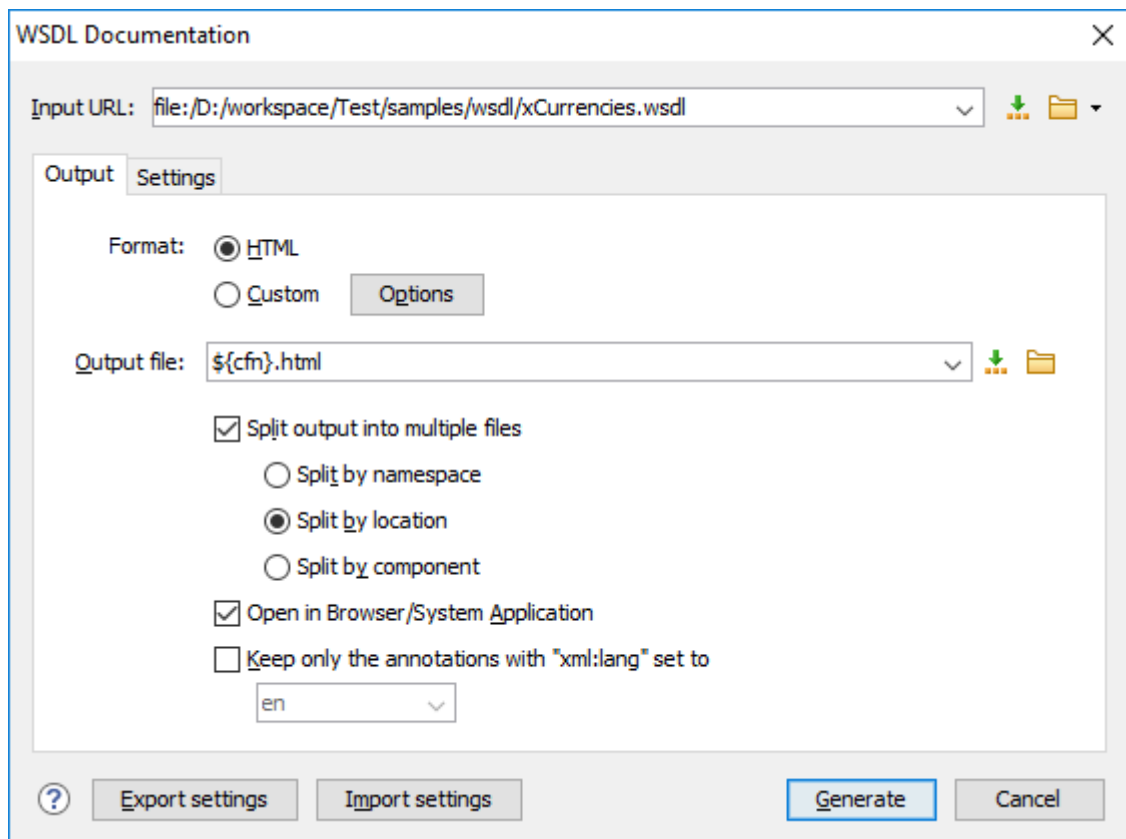 WSDL Documentation
Input URL: file:/D:/workspace/Test/samples/wsdl/xCurrencies.wsdl
Output Settings
Format: HTML
Custom Options
Output file: ${cfn}.html
Split output into multiple files
Split by namespace
Split by location
Split by component
Open in Browser/System Application
Keep only the annotations with "xml:lang" set to
en
? Export settings Import settings Generate Cancel